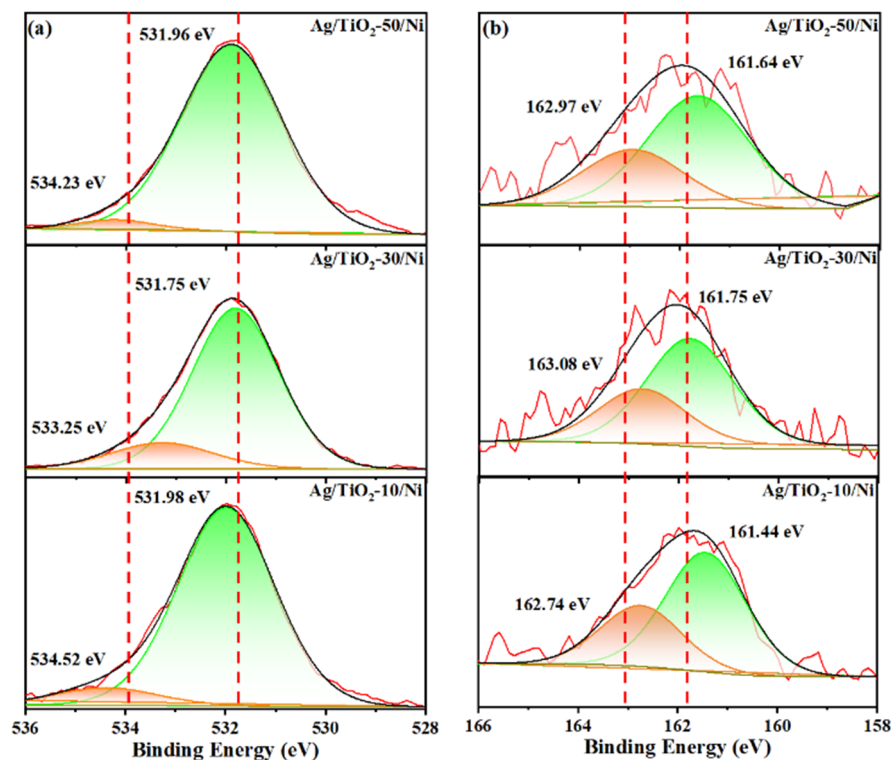 (a)
Ag/TiO₂-50/Ni
531.96 eV
534.23 eV
Ag/TiO₂-30/Ni
531.75 eV
533.25 eV
Ag/TiO₂-10/Ni
531.98 eV
534.52 eV
536 534 532 530 528
Binding Energy (eV)
(b)
Ag/TiO₂-50/Ni
161.64 eV
162.97 eV
Ag/TiO₂-30/Ni
161.75 eV
163.08 eV
Ag/TiO₂-10/Ni
161.44 eV
162.74 eV
166 164 162 160 158
Binding Energy (eV)